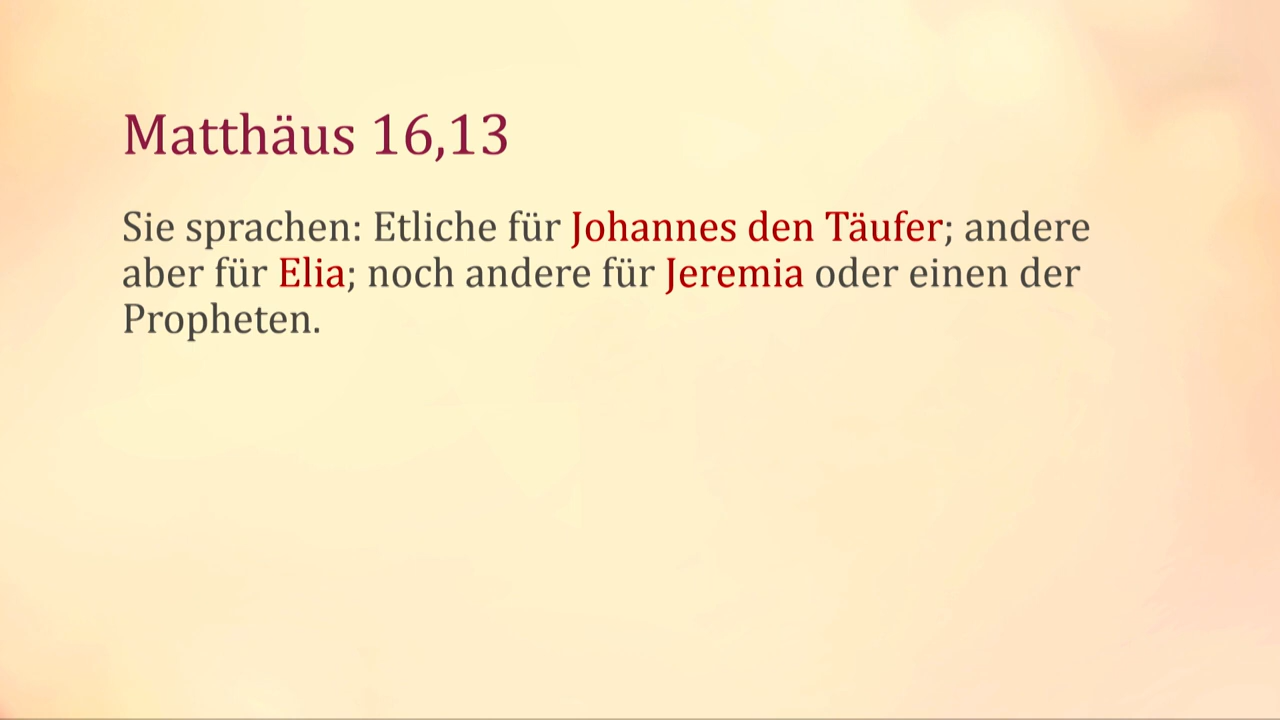 Matthäus 16,13
Sie sprachen: Etliche für Johannes den Täufer; andere
aber für Elia; noch andere für Jeremia oder einen der
Propheten.